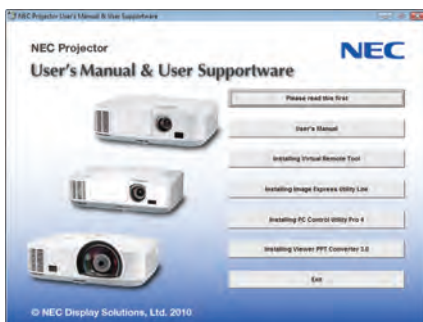 NEC Projector User's Manual & User Supportware
NEC Projector
NEC
User's Manual & User Supportware
Please read this first
User's Manual
Installing Virtual Remote Tool
Installing Image Express Utility Lite
Installing PC Control Utility Pro 4
Installing Viewer PPT Converter 3.0
Exit
© NEC Display Solutions, Ltd. 2010